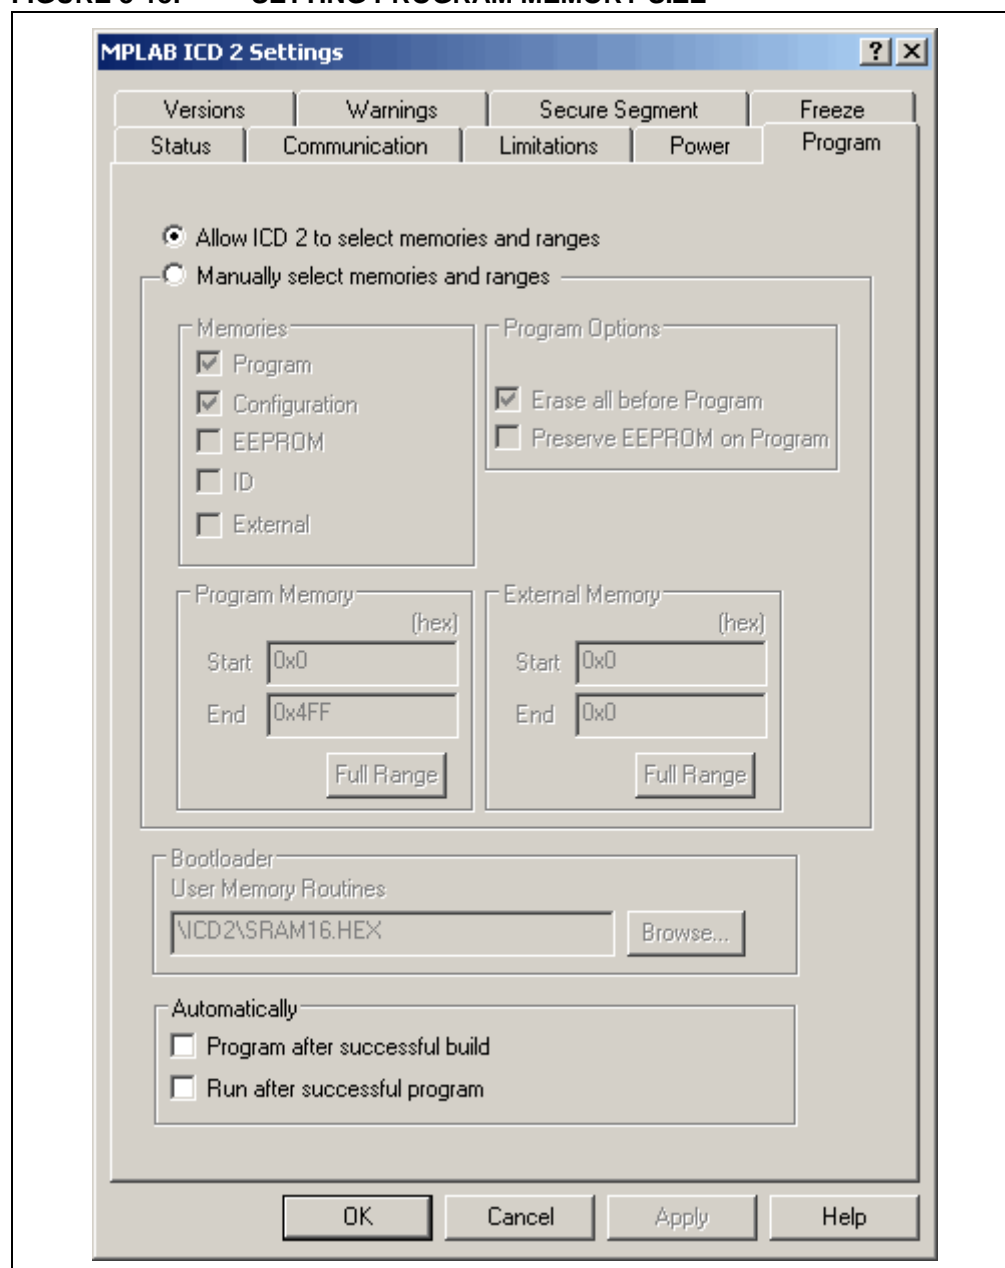 SETTING PROGRAM MEMORY SIZE
MPLAB ICD 2 Settings
Versions Warnings Secure Segment Freeze
Status Communication Limitations Power Program
Allow ICD 2 to select memories and ranges
Manually select memories and ranges
Memories
Program
Configuration
EEPROM
ID
External
Program Options
Erase all before Program
Preserve EEPROM on Program
Program Memory
(hex)
Start 0x0
End 0x4FF
Full Range
External Memory
(hex)
Start 0x0
End 0x0
Full Range
Bootloader
User Memory Routines
\ICD2\SRAM16.HEX Browse...
Automatically
Program after successful build
Run after successful program
OK Cancel Apply Help